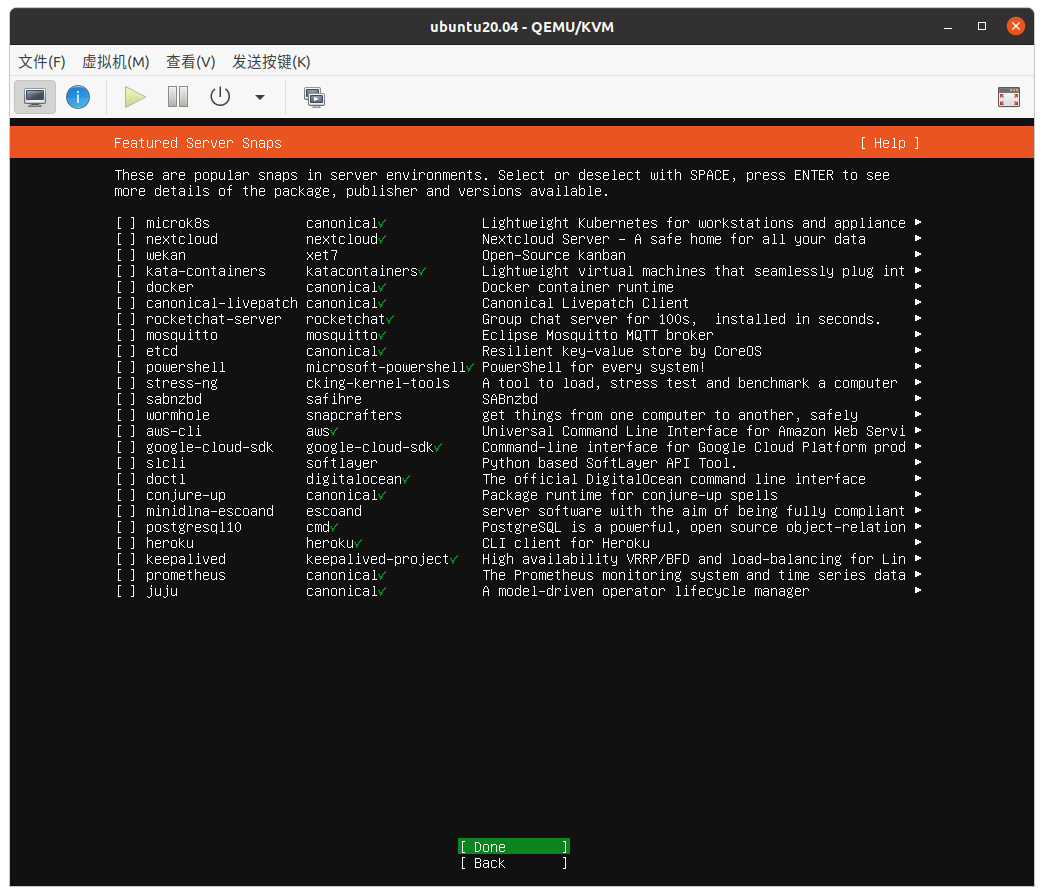 ubuntu20.04 - QEMU/KVM
文件(F) 虚拟机(M) 查看(V) 发送按键(K)
Featured Server Snaps [ Help ]
These are popular snaps in server environments. Select or deselect with SPACE, press ENTER to see
more details of the package, publisher and versions available.
[ ] microk8s canonical✓ Lightweight Kubernetes for workstations and appliance ▸
[ ] nextcloud nextcloud✓ Nextcloud Server - A safe home for all your data ▸
[ ] wekan xet7 Open-Source kanban ▸
[ ] kata-containers katacontainers✓ Lightweight virtual machines that seamlessly plug int ▸
[ ] docker canonical✓ Docker container runtime ▸
[ ] canonical-livepatch canonical✓ Canonical Livepatch Client ▸
[ ] rocketchat-server rocketchat✓ Group chat server for 100s, installed in seconds. ▸
[ ] mosquitto mosquitto✓ Eclipse Mosquitto MQTT broker ▸
[ ] etcd canonical✓ Resilient key-value store by CoreOS ▸
[ ] powershell microsoft-powershell✓ PowerShell for every system! ▸
[ ] stress-ng cking-kernel-tools A tool to load, stress test and benchmark a computer ▸
[ ] sabnzbd safihre SABnzbd ▸
[ ] wormhole snapcrafters get things from one computer to another, safely ▸
[ ] aws-cli aws✓ Universal Command Line Interface for Amazon Web Servi ▸
[ ] google-cloud-sdk google-cloud-sdk✓ Command-line interface for Google Cloud Platform prod ▸
[ ] slcli softlayer Python based SoftLayer API Tool. ▸
[ ] doctl digitalocean✓ The official DigitalOcean command line interface ▸
[ ] conjure-up canonical✓ Package runtime for conjure-up spells ▸
[ ] minidlna-escoand escoand server software with the aim of being fully compliant ▸
[ ] postgresql10 cmd✓ PostgreSQL is a powerful, open source object-relation ▸
[ ] heroku heroku✓ CLI client for Heroku ▸
[ ] keepalived keepalived-project✓ High availability VRRP/BFD and load-balancing for Lin ▸
[ ] prometheus canonical✓ The Prometheus monitoring system and time series data ▸
[ ] juju canonical✓ A model-driven operator lifecycle manager ▸
[ Done ]
[ Back ]